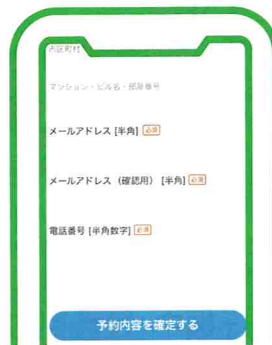 市区町村
マンション・ビル名・部屋番号
メールアドレス [半角] 必須
メールアドレス（確認用） [半角] 必須
電話番号 [半角数字] 必須
予約内容を確定する